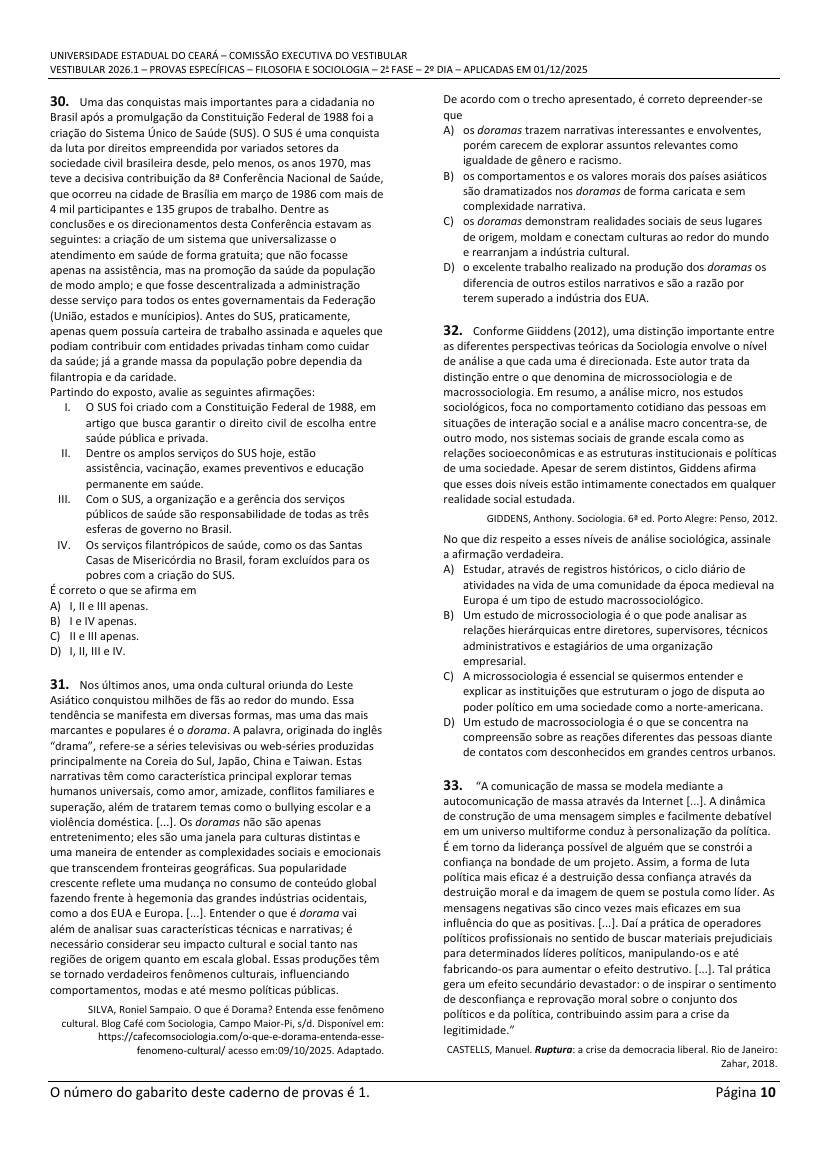 UNIVERSIDADE ESTADUAL DO CEARÁ – COMISSÃO EXECUTIVA DO VESTIBULAR
VESTIBULAR 2026.1 – PROVAS ESPECÍFICAS – FILOSOFIA E SOCIOLOGIA – 2ª FASE – 2º DIA – APLICADAS EM 01/12/2025
30. Uma das conquistas mais importantes para a cidadania no
Brasil após a promulgação da Constituição Federal de 1988 foi a
criação do Sistema Único de Saúde (SUS). O SUS é uma conquista
da luta por direitos empreendida por variados setores da
sociedade civil brasileira desde, pelo menos, os anos 1970, mas
teve a decisiva contribuição da 8ª Conferência Nacional de Saúde,
que ocorreu na cidade de Brasília em março de 1986 com mais de
4 mil participantes e 135 grupos de trabalho. Dentre as
conclusões e os direcionamentos desta Conferência estavam as
seguintes: a criação de um sistema que universalizasse o
atendimento em saúde de forma gratuita; que não focasse
apenas na assistência, mas na promoção da saúde da população
de modo amplo; e que fosse descentralizada a administração
desse serviço para todos os entes governamentais da Federação
(União, estados e munícipios). Antes do SUS, praticamente,
apenas quem possuía carteira de trabalho assinada e aqueles que
podiam contribuir com entidades privadas tinham como cuidar
da saúde; já a grande massa da população pobre dependia da
filantropia e da caridade.
Partindo do exposto, avalie as seguintes afirmações:
I. O SUS foi criado com a Constituição Federal de 1988, em
artigo que busca garantir o direito civil de escolha entre
saúde pública e privada.
II. Dentre os amplos serviços do SUS hoje, estão
assistência, vacinação, exames preventivos e educação
permanente em saúde.
III. Com o SUS, a organização e a gerência dos serviços
públicos de saúde são responsabilidade de todas as três
esferas de governo no Brasil.
IV. Os serviços filantrópicos de saúde, como os das Santas
Casas de Misericórdia no Brasil, foram excluídos para os
pobres com a criação do SUS.
É correto o que se afirma em
A) I, II e III apenas.
B) I e IV apenas.
C) II e III apenas.
D) I, II, III e IV.
31. Nos últimos anos, uma onda cultural oriunda do Leste
Asiático conquistou milhões de fãs ao redor do mundo. Essa
tendência se manifesta em diversas formas, mas uma das mais
marcantes e populares é o dorama. A palavra, originada do inglês
“drama”, refere-se a séries televisivas ou web-séries produzidas
principalmente na Coreia do Sul, Japão, China e Taiwan. Estas
narrativas têm como característica principal explorar temas
humanos universais, como amor, amizade, conflitos familiares e
superação, além de tratarem temas como o bullying escolar e a
violência doméstica. [...]. Os doramas não são apenas
entretenimento; eles são uma janela para culturas distintas e
uma maneira de entender as complexidades sociais e emocionais
que transcendem fronteiras geográficas. Sua popularidade
crescente reflete uma mudança no consumo de conteúdo global
fazendo frente à hegemonia das grandes indústrias ocidentais,
como a dos EUA e Europa. [...]. Entender o que é dorama vai
além de analisar suas características técnicas e narrativas; é
necessário considerar seu impacto cultural e social tanto nas
regiões de origem quanto em escala global. Essas produções têm
se tornado verdadeiros fenômenos culturais, influenciando
comportamentos, modas e até mesmo políticas públicas.
SILVA, Roniel Sampaio. O que é Dorama? Entenda esse fenômeno
cultural. Blog Café com Sociologia, Campo Maior-Pi, s/d. Disponível em:
https://cafecomsociologia.com/o-que-e-dorama-entenda-esse-
fenomeno-cultural/ acesso em:09/10/2025. Adaptado.
De acordo com o trecho apresentado, é correto depreender-se
que
A) os doramas trazem narrativas interessantes e envolventes,
porém carecem de explorar assuntos relevantes como
igualdade de gênero e racismo.
B) os comportamentos e os valores morais dos países asiáticos
são dramatizados nos doramas de forma caricata e sem
complexidade narrativa.
C) os doramas demonstram realidades sociais de seus lugares
de origem, moldam e conectam culturas ao redor do mundo
e rearranjam a indústria cultural.
D) o excelente trabalho realizado na produção dos doramas os
diferencia de outros estilos narrativos e são a razão por
terem superado a indústria dos EUA.
32. Conforme Giiddens (2012), uma distinção importante entre
as diferentes perspectivas teóricas da Sociologia envolve o nível
de análise a que cada uma é direcionada. Este autor trata da
distinção entre o que denomina de microssociologia e de
macrossociologia. Em resumo, a análise micro, nos estudos
sociológicos, foca no comportamento cotidiano das pessoas em
situações de interação social e a análise macro concentra-se, de
outro modo, nos sistemas sociais de grande escala como as
relações socioeconômicas e as estruturas institucionais e políticas
de uma sociedade. Apesar de serem distintos, Giddens afirma
que esses dois níveis estão intimamente conectados em qualquer
realidade social estudada.
GIDDENS, Anthony. Sociologia. 6ª ed. Porto Alegre: Penso, 2012.
No que diz respeito a esses níveis de análise sociológica, assinale
a afirmação verdadeira.
A) Estudar, através de registros históricos, o ciclo diário de
atividades na vida de uma comunidade da época medieval na
Europa é um tipo de estudo macrossociológico.
B) Um estudo de microssociologia é o que pode analisar as
relações hierárquicas entre diretores, supervisores, técnicos
administrativos e estagiários de uma organização
empresarial.
C) A microssociologia é essencial se quisermos entender e
explicar as instituições que estruturam o jogo de disputa ao
poder político em uma sociedade como a norte-americana.
D) Um estudo de macrossociologia é o que se concentra na
compreensão sobre as reações diferentes das pessoas diante
de contatos com desconhecidos em grandes centros urbanos.
33. “A comunicação de massa se modela mediante a
autocomunicação de massa através da Internet [...]. A dinâmica
de construção de uma mensagem simples e facilmente debatível
em um universo multiforme conduz à personalização da política.
É em torno da liderança possível de alguém que se constrói a
confiança na bondade de um projeto. Assim, a forma de luta
política mais eficaz é a destruição dessa confiança através da
destruição moral e da imagem de quem se postula como líder. As
mensagens negativas são cinco vezes mais eficazes em sua
influência do que as positivas. [...]. Daí a prática de operadores
políticos profissionais no sentido de buscar materiais prejudiciais
para determinados líderes políticos, manipulando-os e até
fabricando-os para aumentar o efeito destrutivo. [...]. Tal prática
gera um efeito secundário devastador: o de inspirar o sentimento
de desconfiança e reprovação moral sobre o conjunto dos
políticos e da política, contribuindo assim para a crise da
legitimidade.”
CASTELLS, Manuel. Ruptura: a crise da democracia liberal. Rio de Janeiro:
Zahar, 2018.
O número do gabarito deste caderno de provas é 1.
Página 10